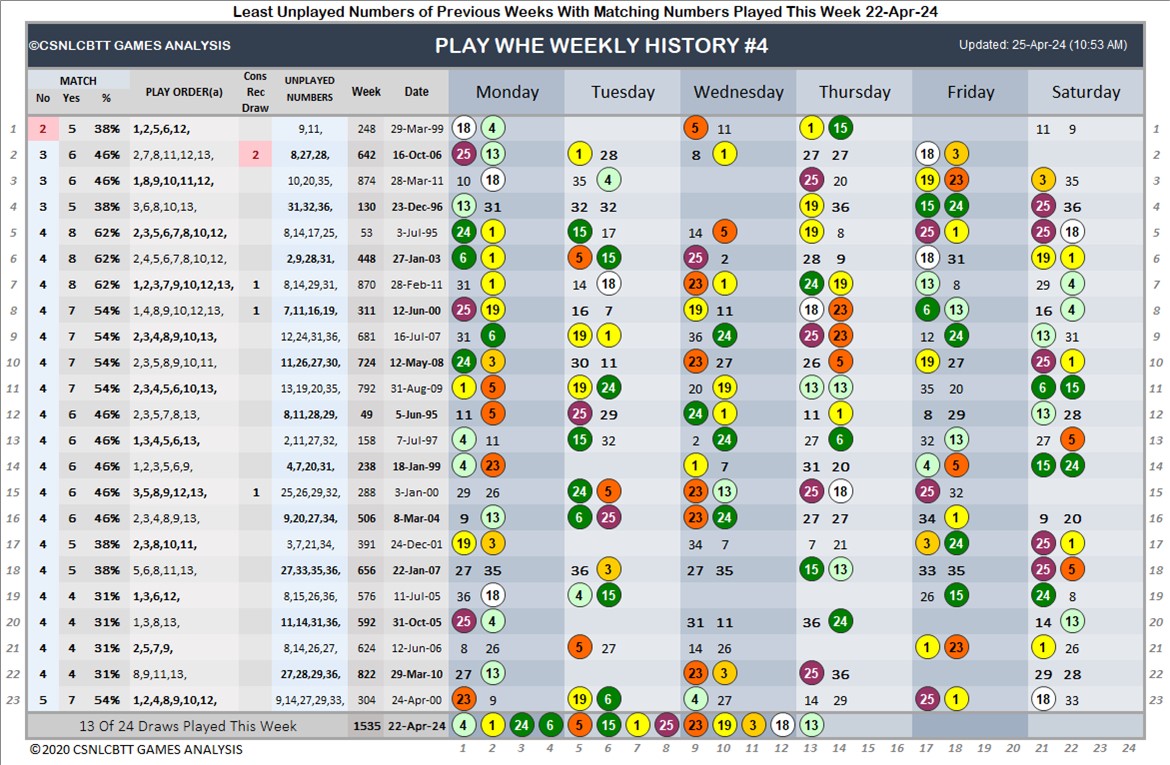 Least Unplayed Numbers of Previous Weeks With Matching Numbers Played This Week 22-Apr-24
©CSNLCBTT GAMES ANALYSIS PLAY WHE WEEKLY HISTORY #4 Updated: 25-Apr-24 (10:53 AM)
MATCH
No Yes % PLAY ORDER(a) Cons Rec Draw UNPLAYED NUMBERS Week Date Monday Tuesday Wednesday Thursday Friday Saturday
1 2 5 38% 1,2,5,6,12, 9,11, 248 29-Mar-99 18 4 5 11 1 15 11 9 1
2 3 6 46% 2,7,8,11,12,13, 2 8,27,28, 642 16-Oct-06 25 13 1 28 8 1 27 27 18 3 2
3 3 6 46% 1,8,9,10,11,12, 10,20,35, 874 28-Mar-11 10 18 35 4 25 20 19 23 3 35 3
4 3 5 38% 3,6,8,10,13, 31,32,36, 130 23-Dec-96 13 31 32 32 19 36 15 24 25 36 4
5 4 8 62% 2,3,5,6,7,8,10,12, 8,14,17,25, 53 3-Jul-95 24 1 15 17 14 5 19 8 25 1 25 18 5
6 4 8 62% 2,4,5,6,7,8,10,12, 2,9,28,31, 448 27-Jan-03 6 1 5 15 25 2 28 9 18 31 19 1 6
7 4 8 62% 1,2,3,7,9,10,12,13, 1 8,14,29,31, 870 28-Feb-11 31 1 14 18 23 1 24 19 13 8 29 4 7
8 4 7 54% 1,4,8,9,10,12,13, 1 7,11,16,19, 311 12-Jun-00 25 19 16 7 19 11 18 23 6 13 16 4 8
9 4 7 54% 2,3,4,8,9,10,13, 12,24,31,36, 681 16-Jul-07 31 6 19 1 36 24 25 23 12 24 13 31 9
10 4 7 54% 2,3,5,8,9,10,11, 11,26,27,30, 724 12-May-08 24 3 30 11 23 27 26 5 19 27 25 1 10
11 4 7 54% 2,3,4,5,6,10,13, 13,19,20,35, 792 31-Aug-09 1 5 19 24 20 19 13 13 35 20 6 15 11
12 4 6 46% 2,3,5,7,8,13, 8,11,28,29, 49 5-Jun-95 11 5 25 29 24 1 11 1 8 29 13 28 12
13 4 6 46% 1,3,4,5,6,13, 2,11,27,32, 158 7-Jul-97 4 11 15 32 2 24 27 6 32 13 27 5 13
14 4 6 46% 1,2,3,5,6,9, 4,7,20,31, 238 18-Jan-99 4 23 1 7 31 20 4 5 15 24 14
15 4 6 46% 3,5,8,9,12,13, 1 25,26,29,32, 288 3-Jan-00 29 26 24 5 23 13 25 18 25 32 15
16 4 6 46% 2,3,4,8,9,13, 9,20,27,34, 506 8-Mar-04 9 13 6 25 23 24 27 27 34 1 9 20 16
17 4 5 38% 2,3,8,10,11, 3,7,21,34, 391 24-Dec-01 19 3 34 7 7 21 3 24 25 1 17
18 4 5 38% 5,6,8,11,13, 27,33,35,36, 656 22-Jan-07 27 35 36 3 27 35 15 13 33 35 25 5 18
19 4 4 31% 1,3,6,12, 8,15,26,36, 576 11-Jul-05 36 18 4 15 26 15 24 8 19
20 4 4 31% 1,3,8,13, 11,14,31,36, 592 31-Oct-05 25 4 31 11 36 24 14 13 20
21 4 4 31% 2,5,7,9, 8,14,26,27, 624 12-Jun-06 8 26 5 27 14 26 1 23 1 26 21
22 4 4 31% 8,9,11,13, 27,28,29,36, 822 29-Mar-10 27 13 23 3 25 36 29 28 22
23 5 7 54% 1,2,4,8,9,10,12, 9,14,27,29,33, 304 24-Apr-00 23 9 19 6 4 27 14 29 25 1 18 33 23
13 Of 24 Draws Played This Week 1535 22-Apr-24 4 1 24 6 5 15 1 25 23 19 3 18 13
©2020 CSNLCBTT GAMES ANALYSIS 1 2 3 4 5 6 7 8 9 10 11 12 13 14 15 16 17 18 19 20 21 22 23 24